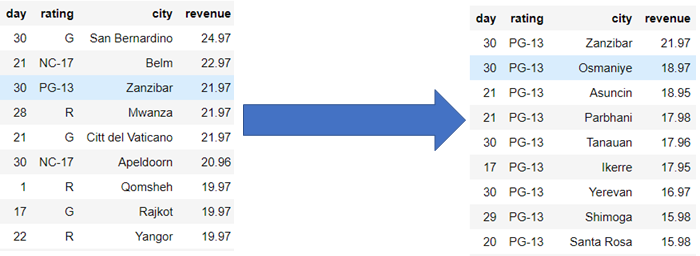 day rating city revenue
30 G San Bernardino 24.97
21 NC-17 Belm 22.97
30 PG-13 Zanzibar 21.97
28 R Mwanza 21.97
21 G Citt del Vaticano 21.97
30 NC-17 Apeldoorn 20.96
1 R Qomsheh 19.97
17 G Rajkot 19.97
22 R Yangor 19.97
day rating city revenue
30 PG-13 Zanzibar 21.97
30 PG-13 Osmaniye 18.97
21 PG-13 Asuncin 18.95
21 PG-13 Parbhani 17.98
30 PG-13 Tanauan 17.96
17 PG-13 Ikerre 17.95
30 PG-13 Yerevan 16.97
29 PG-13 Shimoga 15.98
20 PG-13 Santa Rosa 15.98